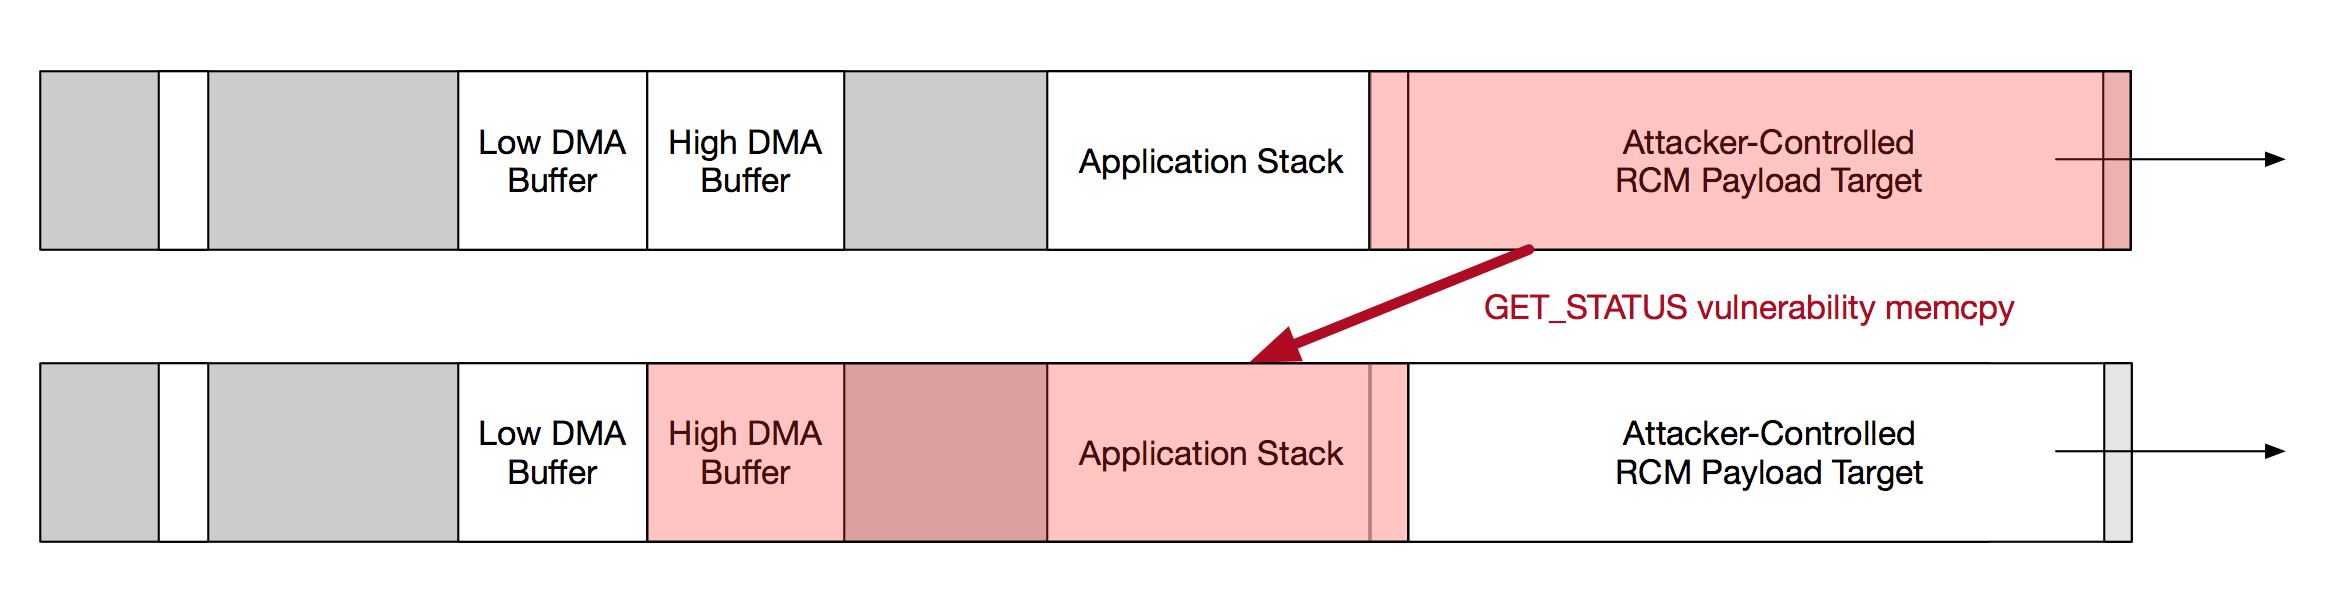 Low DMA
Buffer
High DMA
Buffer
Application Stack
Attacker-Controlled
RCM Payload Target
GET_STATUS vulnerability memcpy
Low DMA
Buffer
High DMA
Buffer
Application Stack
Attacker-Controlled
RCM Payload Target